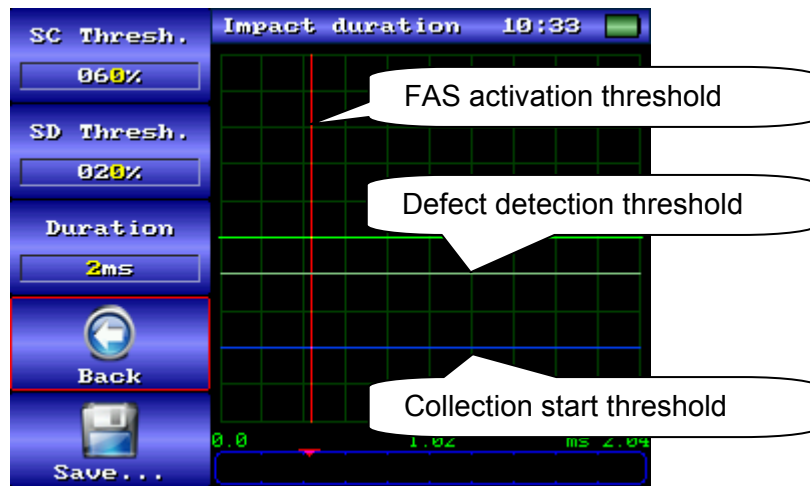 SC Thresh.
060%
SD Thresh.
020%
Duration
2ms
Back
Save...
Impact duration 10:33
FAS activation threshold
Defect detection threshold
Collection start threshold
0.0 1.02 ms 2.04